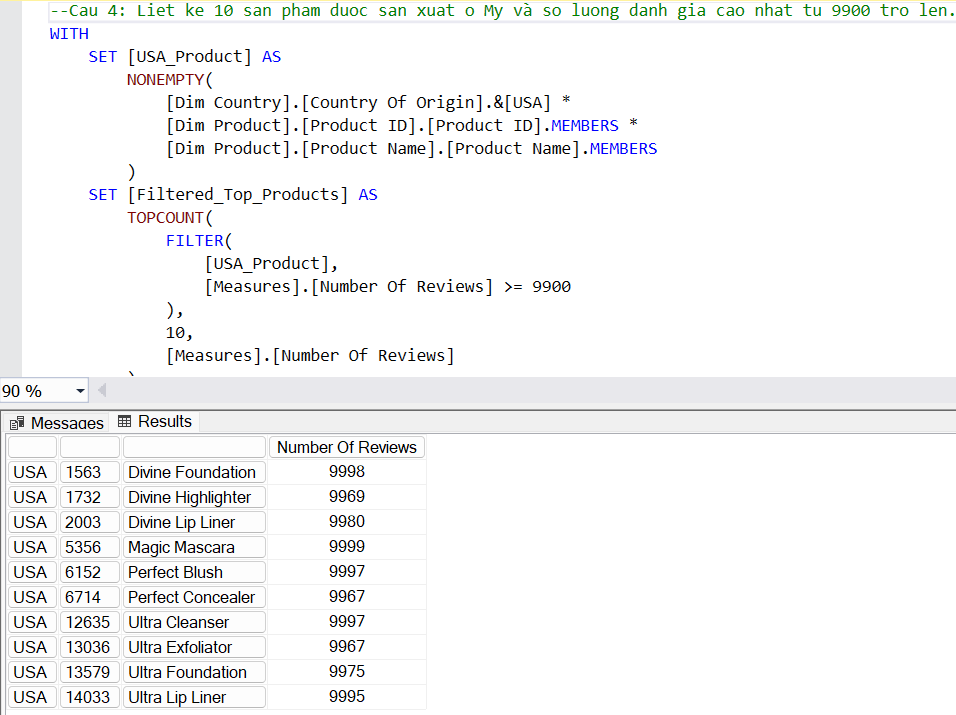 --Cau 4: Liet ke 10 san pham duoc san xuat o My và so luong danh gia cao nhat tu 9900 tro len.
WITH
SET [USA_Product] AS
NONEMPTY(
[Dim Country].[Country Of Origin].&[USA] *
[Dim Product].[Product ID].[Product ID].MEMBERS *
[Dim Product].[Product Name].[Product Name].MEMBERS
)
SET [Filtered_Top_Products] AS
TOPCOUNT(
FILTER(
[USA_Product],
[Measures].[Number Of Reviews] >= 9900
),
10,
[Measures].[Number Of Reviews]
90 %
Messages Results
Number Of Reviews
USA 1563 Divine Foundation 9998
USA 1732 Divine Highlighter 9969
USA 2003 Divine Lip Liner 9980
USA 5356 Magic Mascara 9999
USA 6152 Perfect Blush 9997
USA 6714 Perfect Concealer 9967
USA 12635 Ultra Cleanser 9997
USA 13036 Ultra Exfoliator 9967
USA 13579 Ultra Foundation 9975
USA 14033 Ultra Lip Liner 9995